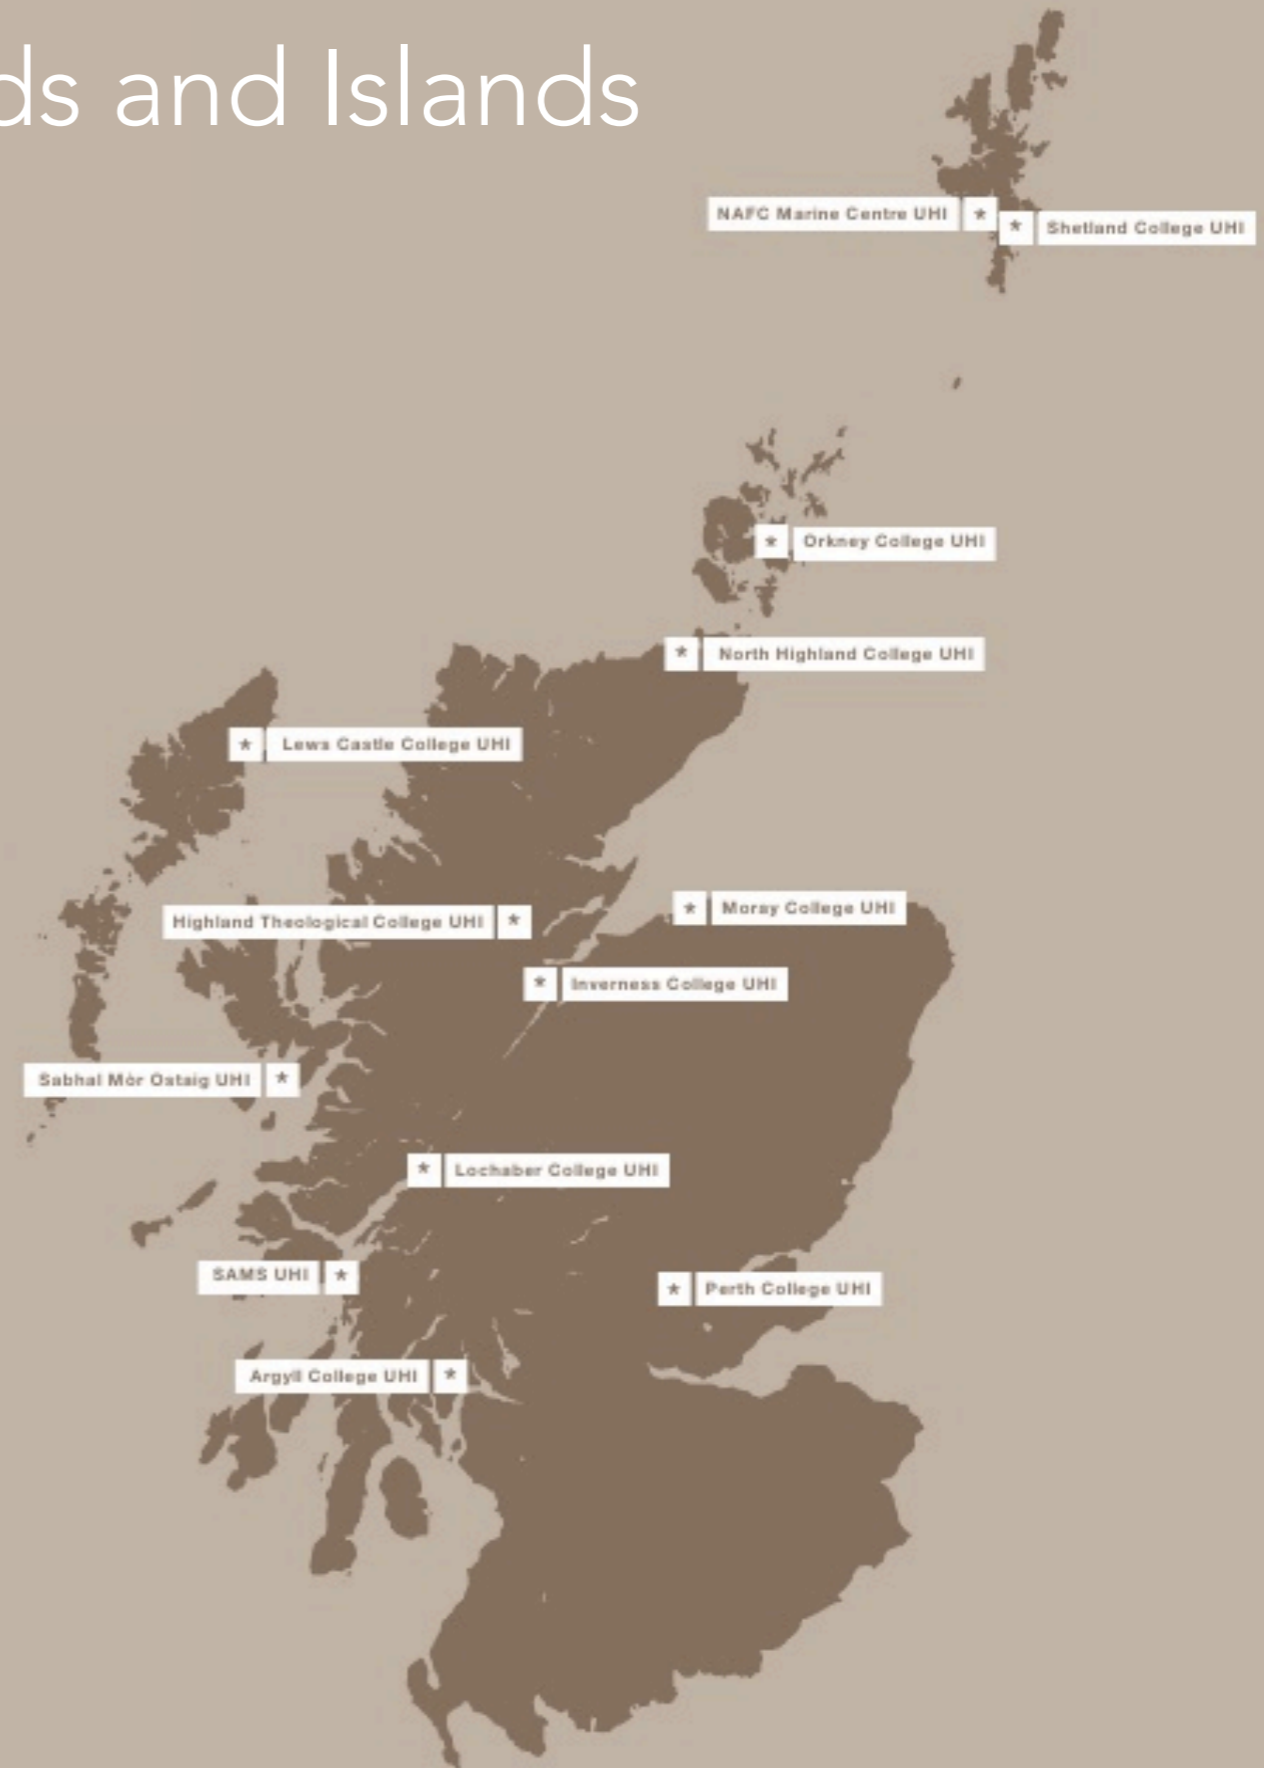 ds and Islands
NAFC Marine Centre UHI *
* Shetland College UHI
* Orkney College UHI
* North Highland College UHI
* Lews Castle College UHI
* Moray College UHI
Highland Theological College UHI *
* Inverness College UHI
Sabhal Mòr Ostaig UHI *
* Lochaber College UHI
SAMS UHI *
* Perth College UHI
Argyll College UHI *